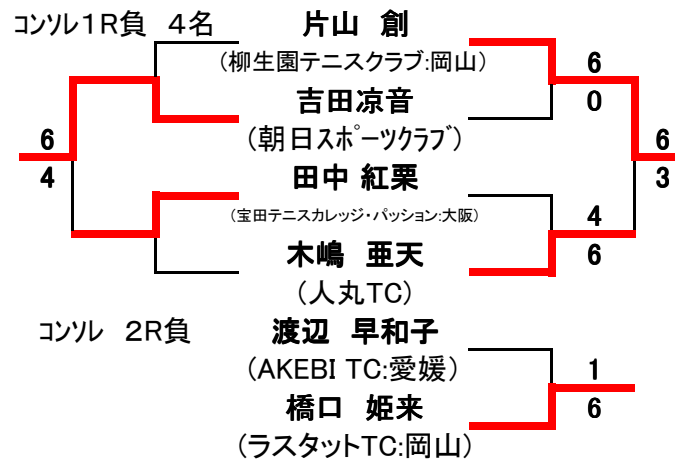 コンソレ１R負　４名
片山　創
(柳生園テニスクラブ:岡山)
6
0
吉田凉音
(朝日スポーツクラブ)
6
4
6
3
田中 紅栗
(宝田テニスカレッジ・パッション:大阪)
4
6
木嶋　亜天
(人丸TC)
コンソレ　２R負
渡辺　早和子
(AKEBI TC:愛媛)
1
6
橋口　姫来
(ラスタットTC:岡山)